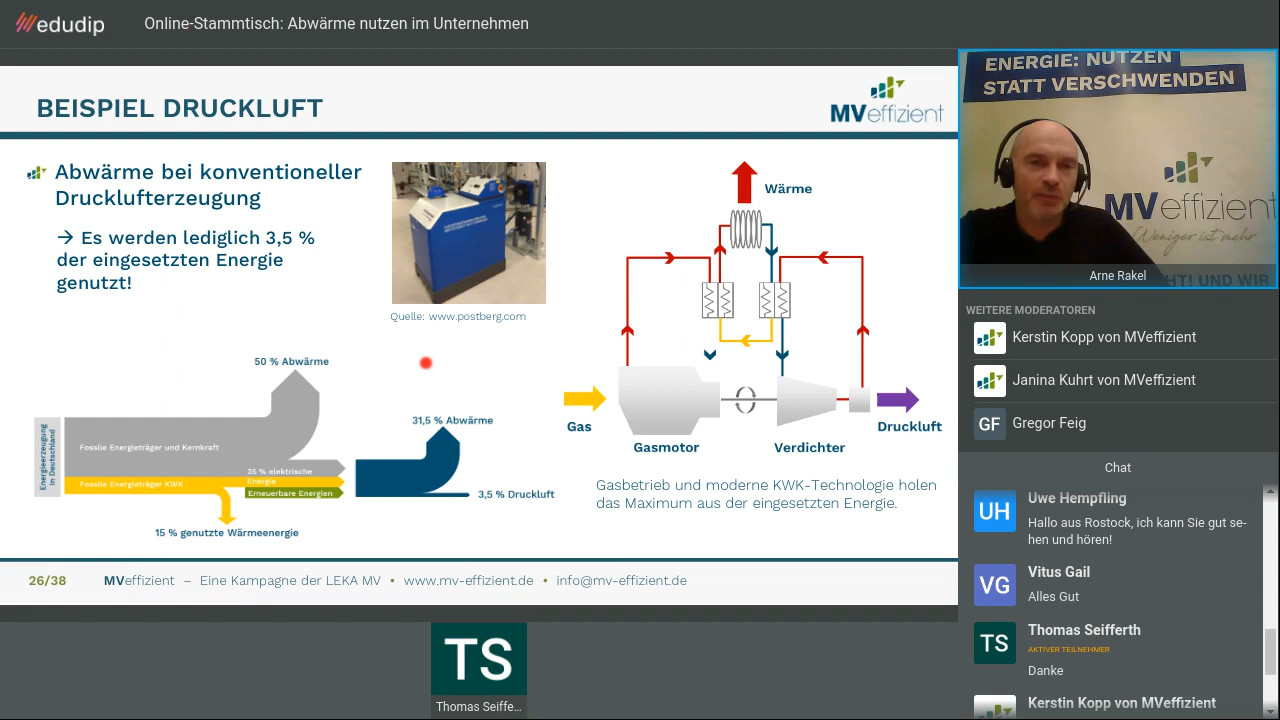 edudip
Online-Stammtisch: Abwärme nutzen im Unternehmen
BEISPIEL DRUCKLUFT
MVeffizient
Abwärme bei konventioneller
Drucklufterzeugung
→ Es werden lediglich 3,5 %
der eingesetzten Energie
genutzt!
Quelle: www.postberg.com
50 % Abwärme
Energieerzeugung
in Deutschland
Fossile Energieträger und Kernkraft
35 % elektrische
Energie
Fossile Energieträger KWK
Erneuerbare Energien
15 % genutzte Wärmeenergie
31,5 % Abwärme
3,5 % Druckluft
Wärme
Gas
Gasmotor
Verdichter
Druckluft
Gasbetrieb und moderne KWK-Technologie holen
das Maximum aus der eingesetzten Energie.
26/38
MVeffizient – Eine Kampagne der LEKA MV • www.mv-effizient.de • info@mv-effizient.de
TS
Thomas Seiffe...
ENERGIE: NUTZEN
STATT VERSCHWENDEN
MVeffizient
Weniger ist mehr
HT! UND WIR
Arne Rakel
WEITERE MODERATOREN
Kerstin Kopp von MVeffizient
Janina Kuhrt von MVeffizient
GF
Gregor Feig
Chat
UH
Uwe Hempfling
Hallo aus Rostock, ich kann Sie gut se-
hen und hören!
VG
Vitus Gail
Alles Gut
TS
Thomas Seifferth
AKTIVER TEILNEHMER
Danke
Kerstin Kopp von MVeffizient